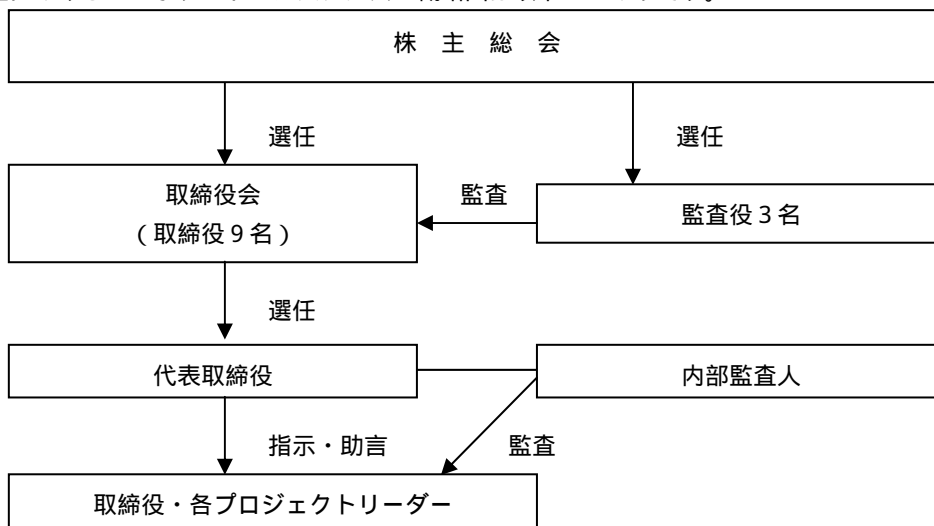 株 主 総 会
選任
選任
取締役会
(取締役9名)
監査
監査役3名
選任
代表取締役
内部監査人
指示・助言
監査
取締役・各プロジェクトリーダー